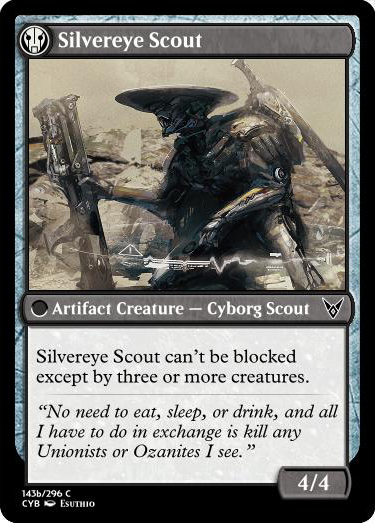 Silvereye Scout
Artifact Creature — Cyborg Scout
Silvereye Scout can't be blocked
except by three or more creatures.
“No need to eat, sleep, or drink, and all
I have to do in exchange is kill any
Unionists or Ozanites I see.”
4/4
143b/296 C
CYB Esuthio